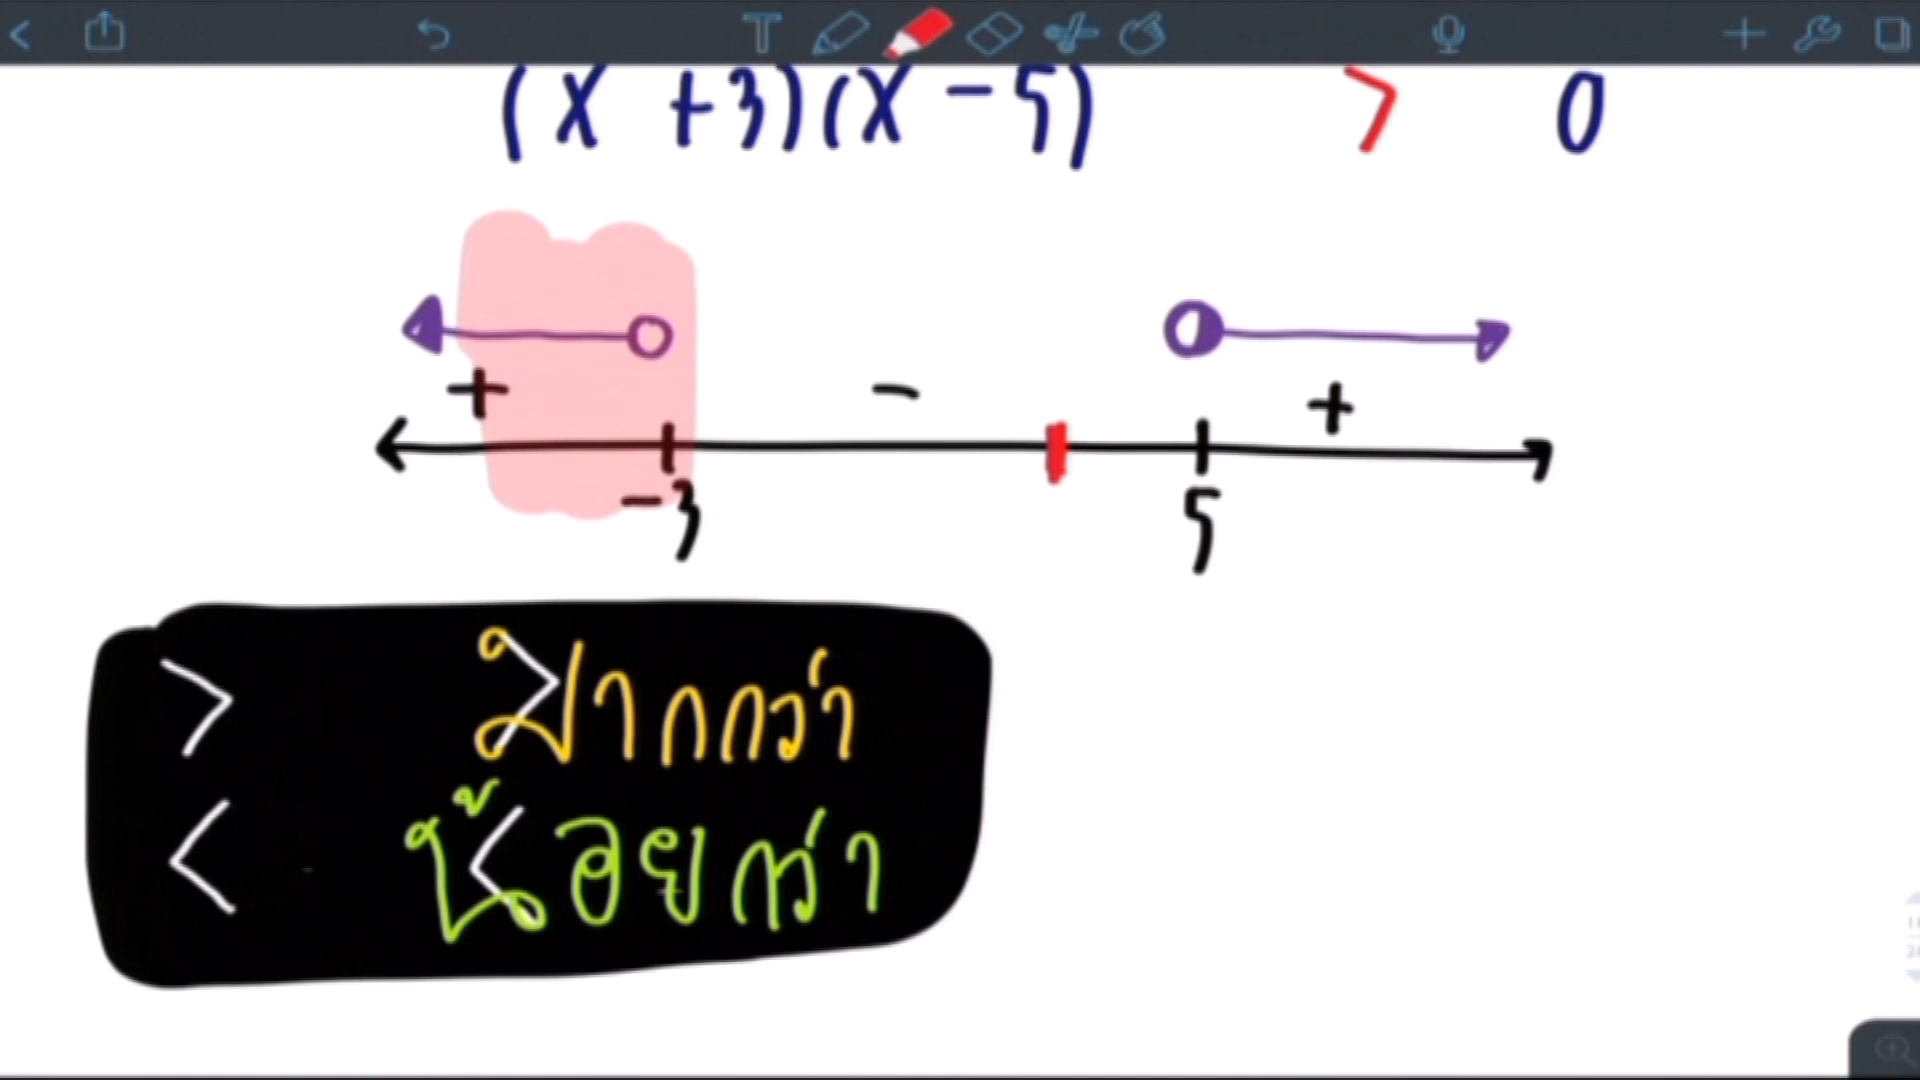 (x + 3)(x - 5) > 0
+ - +
-3 5
> มากกว่า
< น้อยกว่า